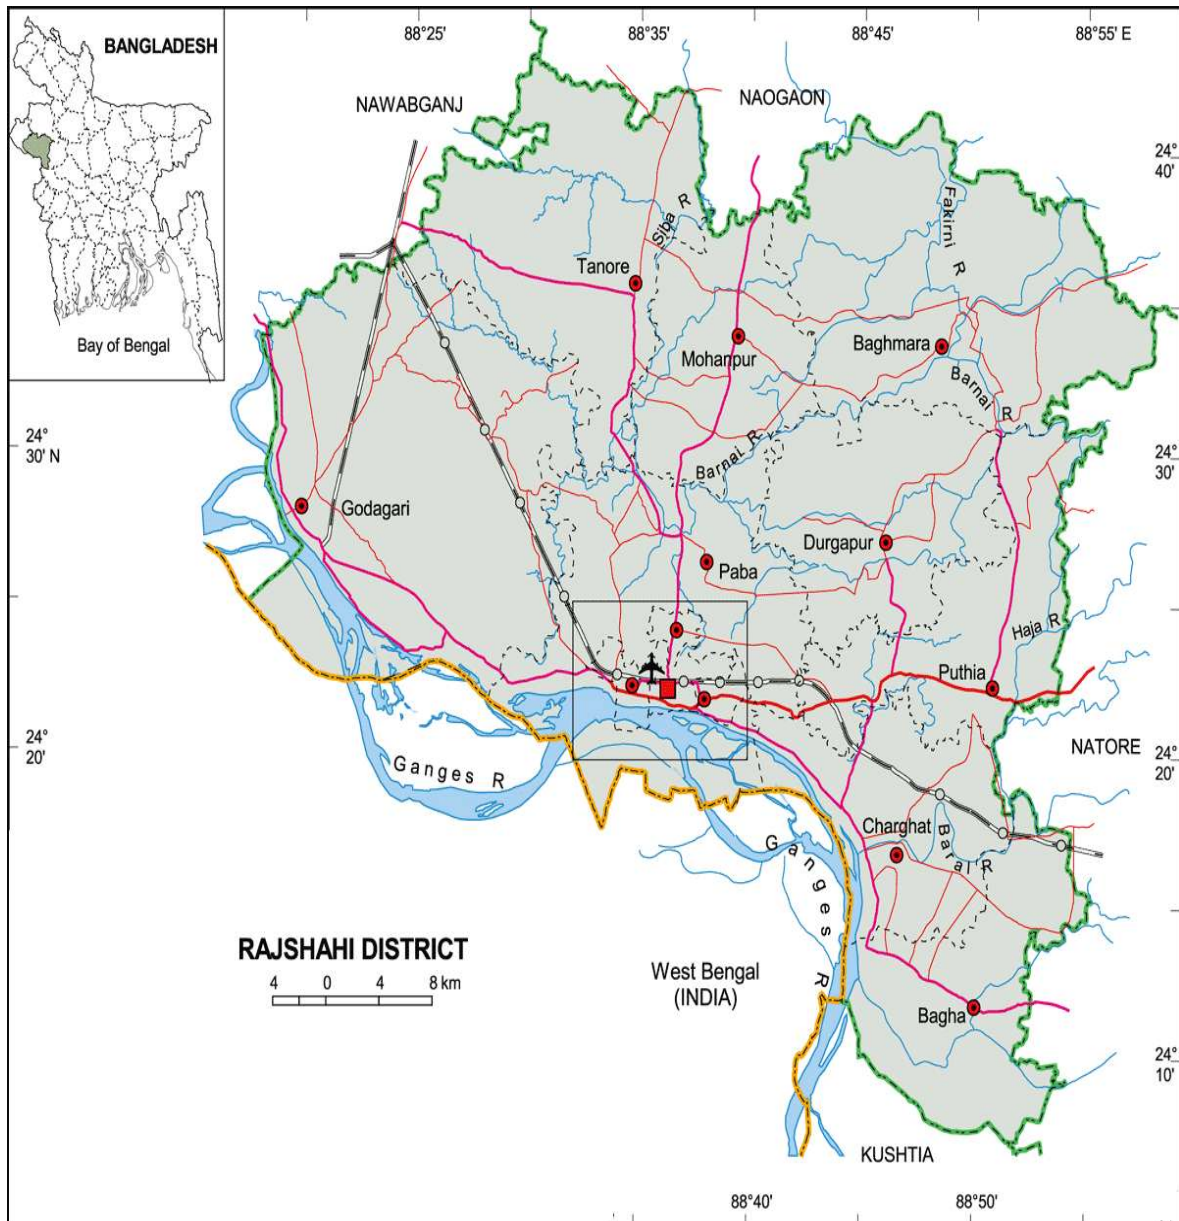 88°25'
88°35'
88°45'
88°55' E
BANGLADESH
NAWABGANJ
NAOGAON
24°
40'
Fakirni R
Siba R
Tanore
Bay of Bengal
Mohanpur
Baghmara
Barnai R
24°
30' N
Barnai R
24°
30'
Godagari
Durgapur
Paba
Haja R
Puthia
24°
20'
NATORE
24°
20'
Ganges R
Charghat
Baral R
Ganges R
RAJSHAHI DISTRICT
4 0 4 8 km
West Bengal
(INDIA)
Bagha
24°
10'
KUSHTIA
88°40'
88°50'